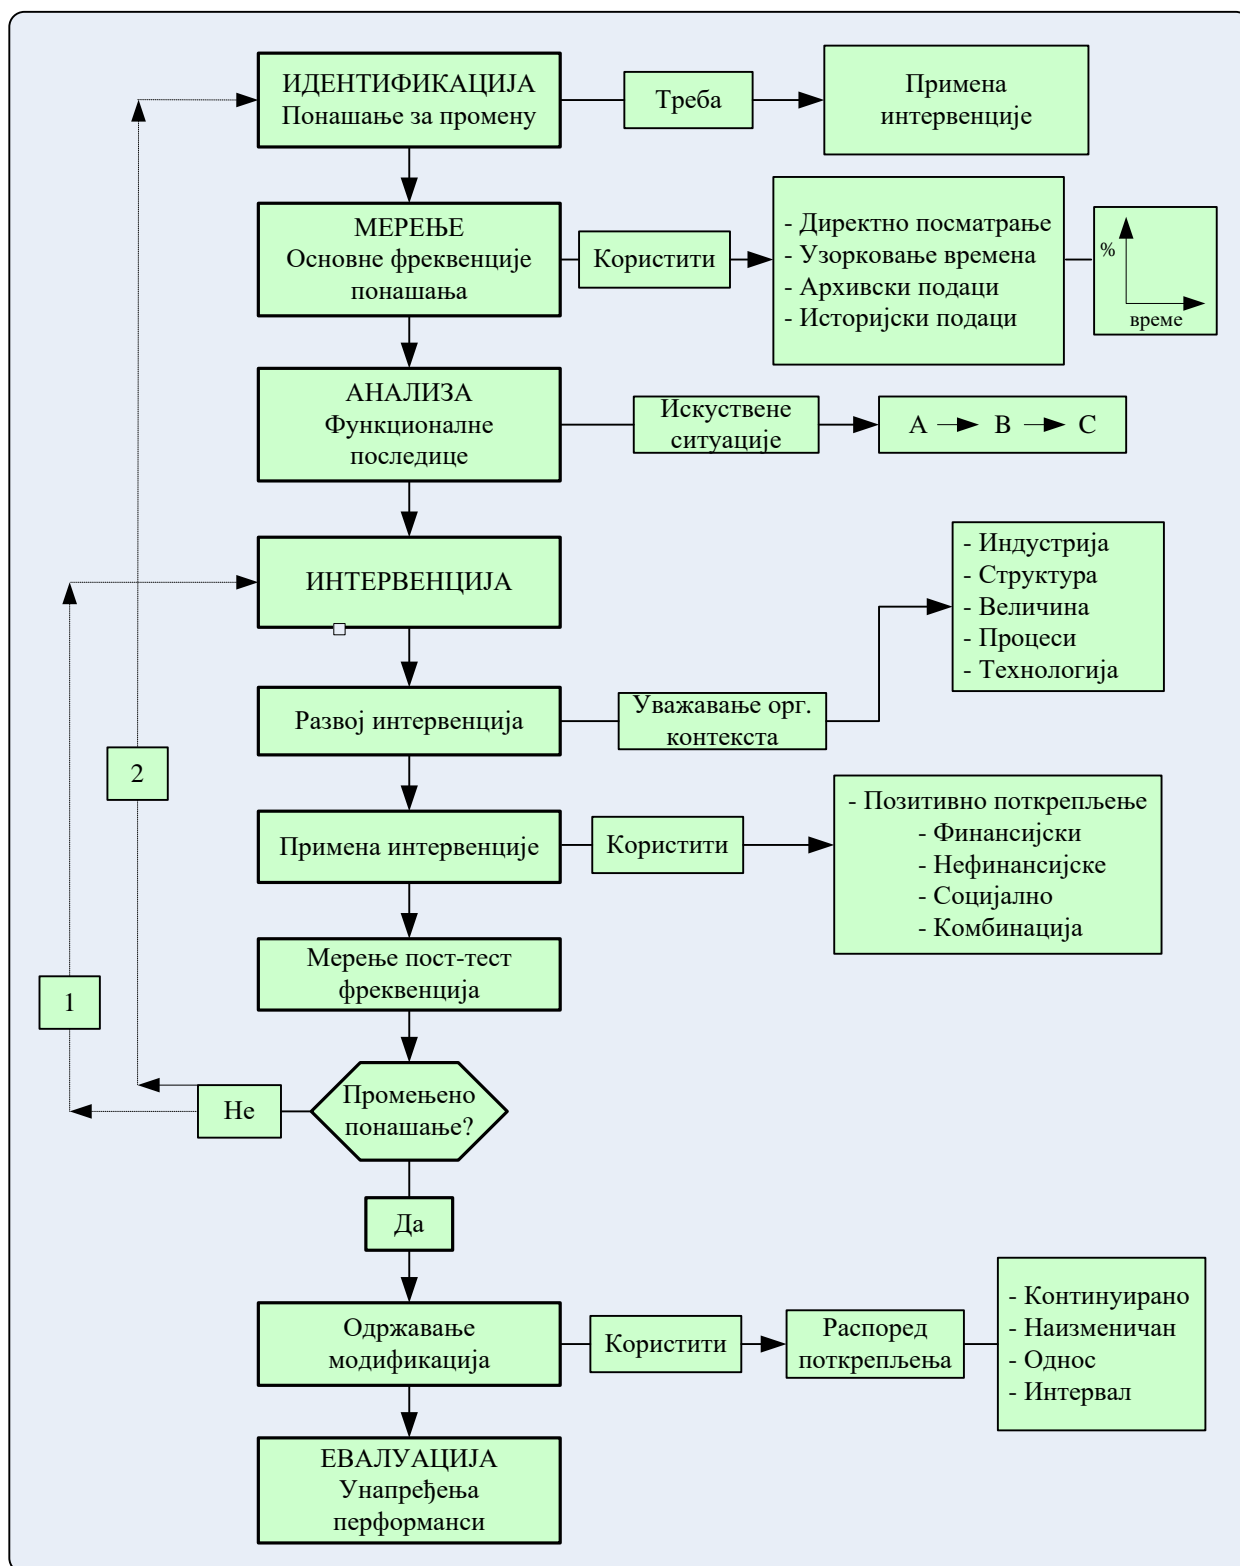 ИДЕНТИФИКАЦИЈА
Понашање за промену
Треба
Примена
интервенције
МЕРЕЊЕ
Основне фреквенције
понашања
Користити
- Директно посматрање
- Узорковање времена
- Архивски подаци
- Историјски подаци
%
време
АНАЛИЗА
Функционалне
последице
Искуствене
ситуације
A B C
ИНТЕРВЕНЦИЈА
- Индустрија
- Структура
- Величина
- Процеси
- Технологија
Развој интервенција
Уважавање орг.
контекста
2
Примена интервенције
Користити
- Позитивно поткрепљење
- Финансијски
- Нефинансијске
- Социјално
- Комбинација
Мерење пост-тест
фреквенција
1
Промењено
понашање?
Не
Да
Одржавање
модификација
Користити
Распоред
поткрепљења
- Континуирано
- Наизменичан
- Однос
- Интервал
ЕВАЛУАЦИЈА
Унапређења
перформанси